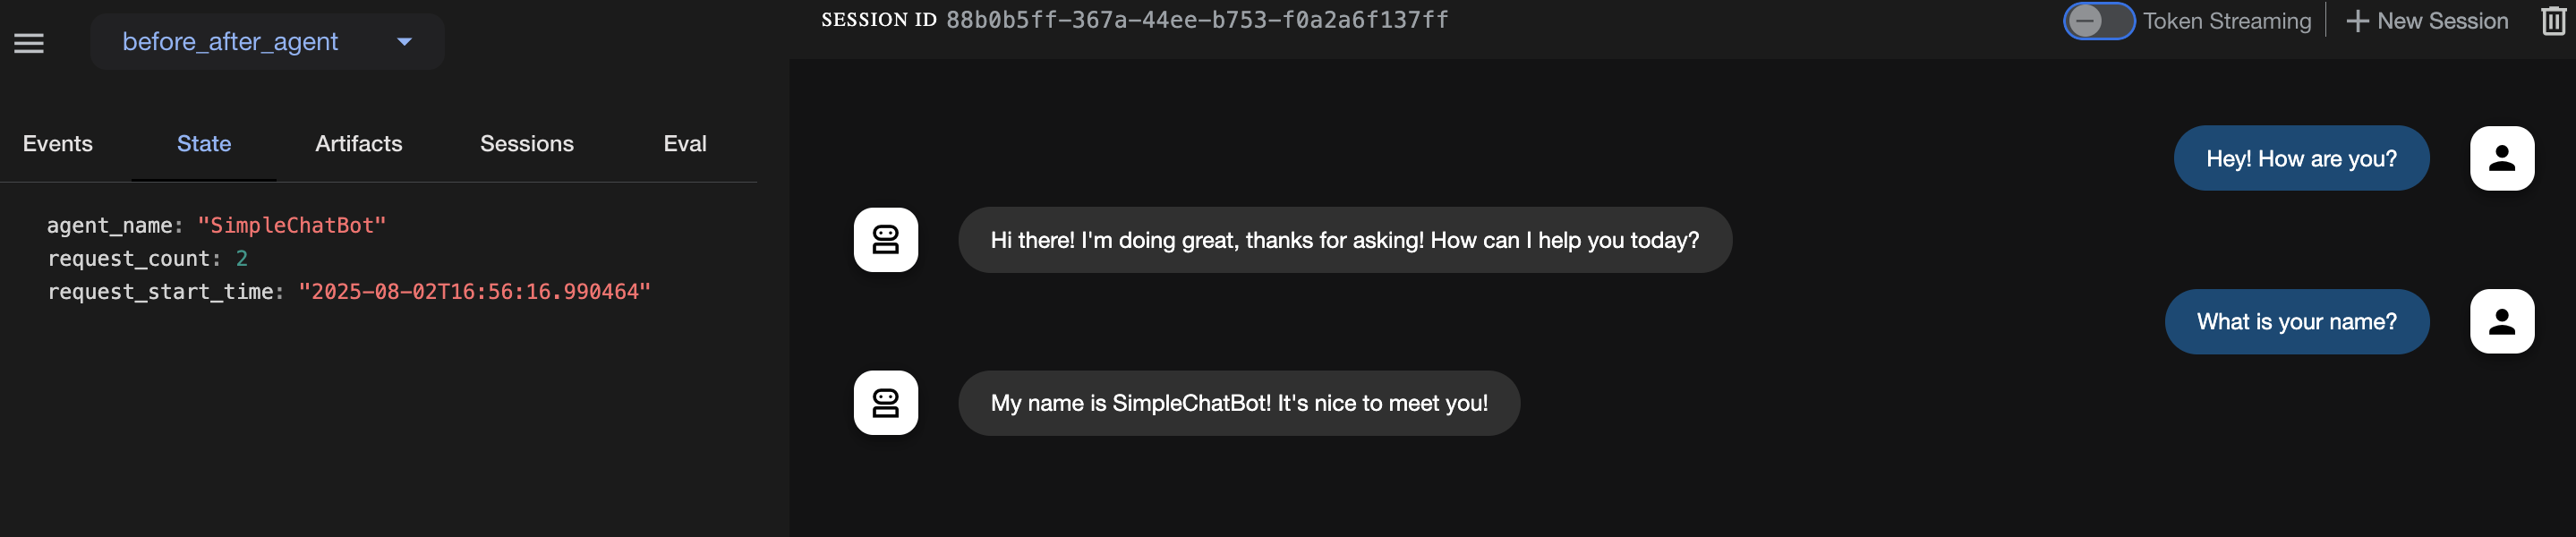 before_after_agent
SESSION ID 88b0b5ff-367a-44ee-b753-f0a2a6f137ff
Token Streaming
New Session
Events State Artifacts Sessions Eval
agent_name: "SimpleChatBot"
request_count: 2
request_start_time: "2025-08-02T16:56:16.990464"
Hey! How are you?
Hi there! I'm doing great, thanks for asking! How can I help you today?
What is your name?
My name is SimpleChatBot! It's nice to meet you!